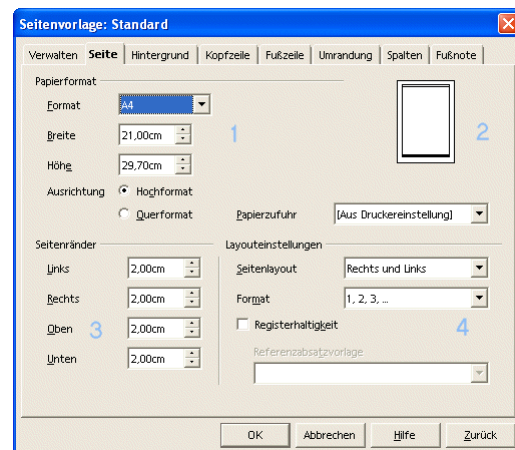 Seitenvorlage: Standard
Verwalten Seite Hintergrund Kopfzeile Fußzeile Umrandung Spalten Fußnote
Papierformat
Format A4
Breite 21,00cm 1 2
Höhe 29,70cm
Ausrichtung Hochformat
Querformat Papierzufuhr [Aus Druckereinstellung]
Seitenränder Layouteinstellungen
Links 2,00cm Seitenlayout Rechts und Links
Rechts 2,00cm Format 1, 2, 3, ...
Oben 3 2,00cm Registerhaltigkeit 4
Unten 2,00cm Referenzabsatzvorlage
OK Abbrechen Hilfe Zurück